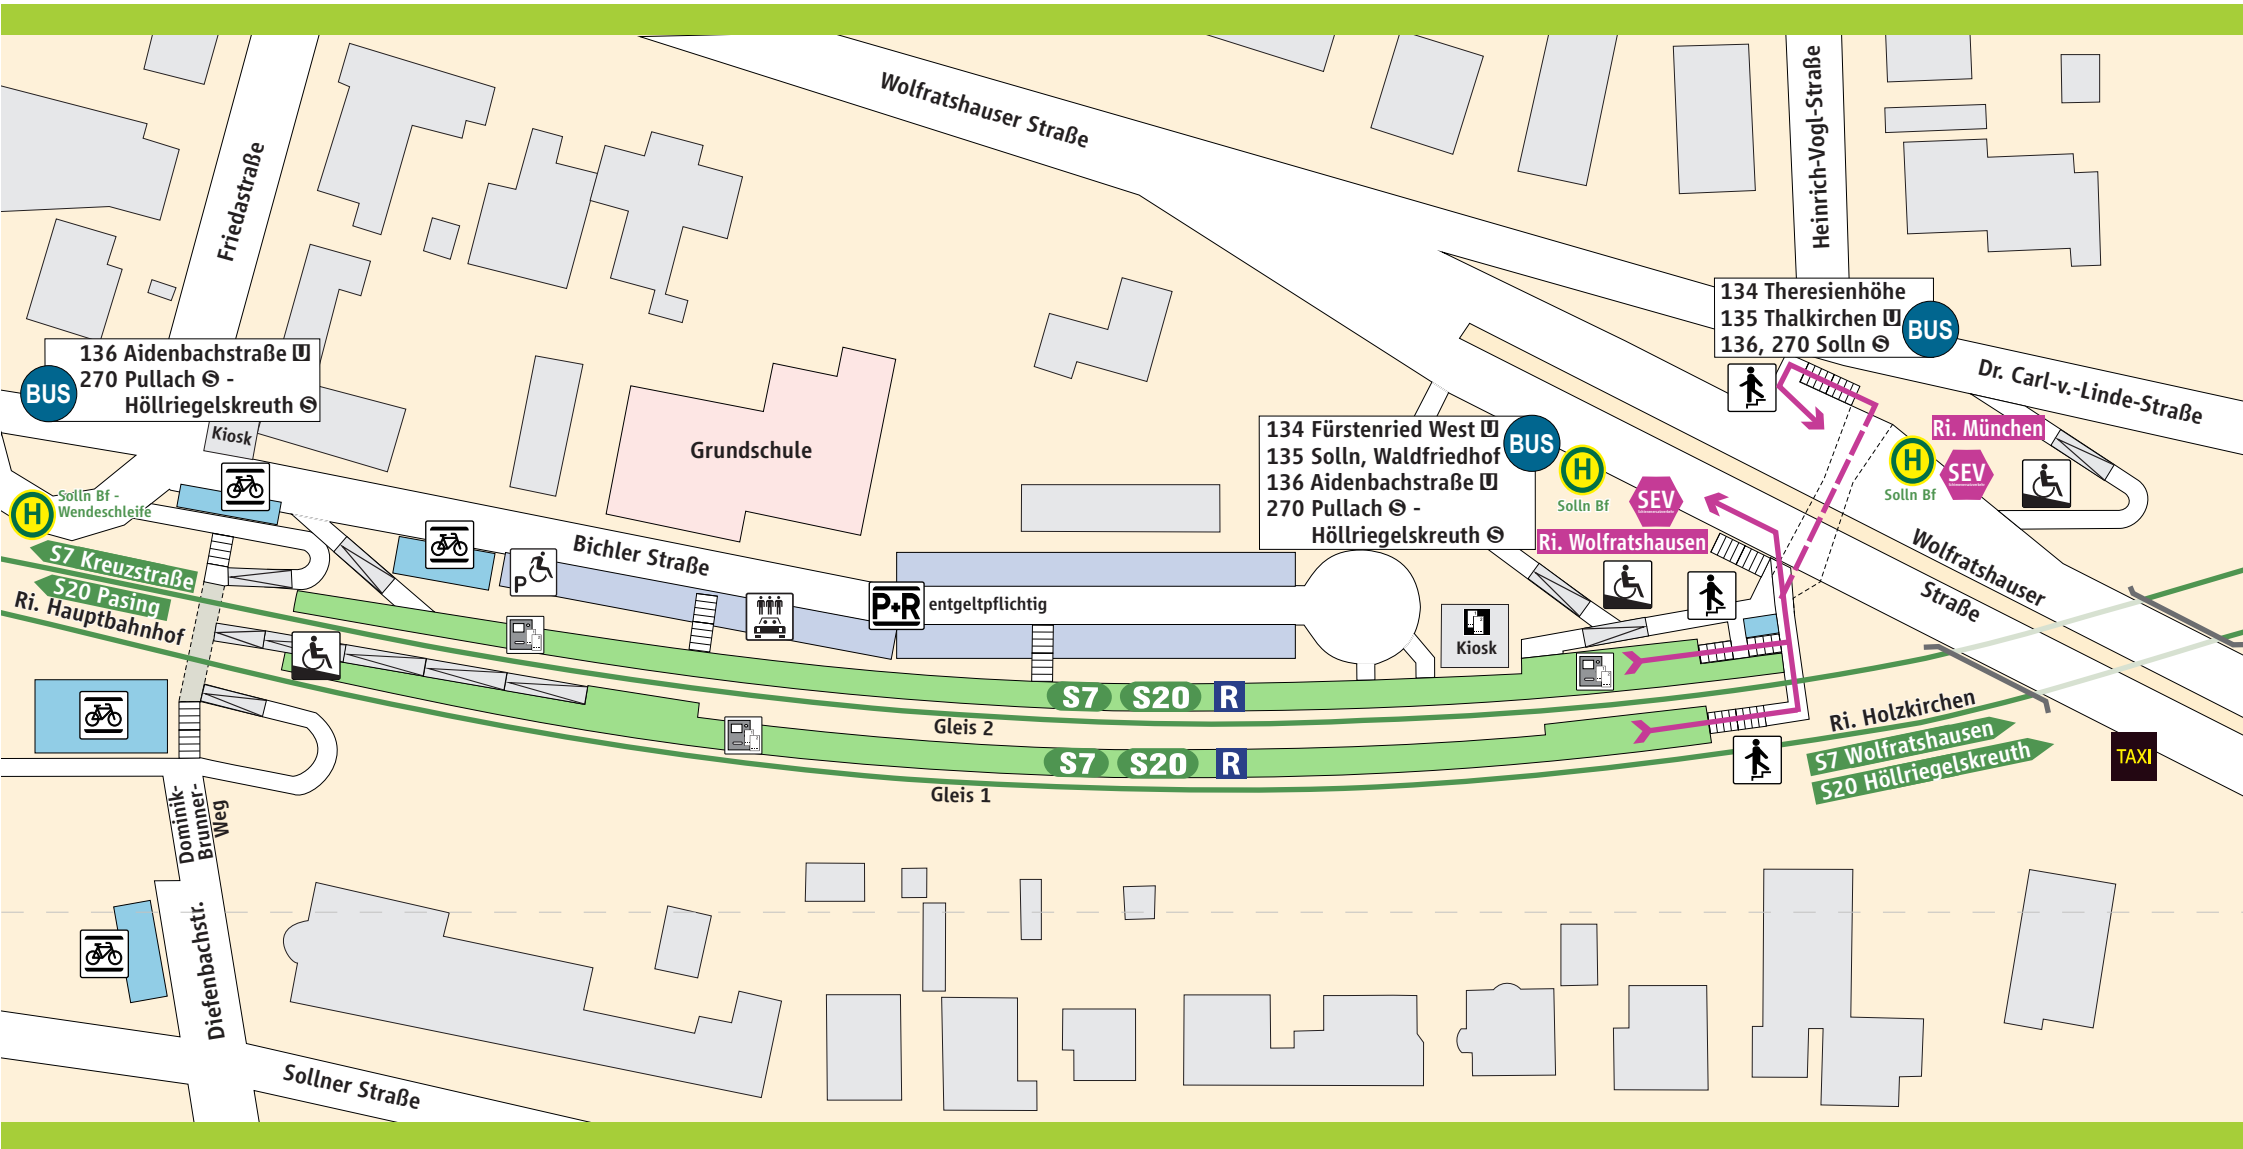 Wolfratshauser Straße
Heinrich-Vogl-Straße
Friedastraße
134 Theresienhöhe
135 Thalkirchen U
136, 270 Solln S
BUS
136 Aidenbachstraße U
270 Pullach S -
Höllriegelskreuth S
BUS
Kiosk
Dr. Carl-v.-Linde-Straße
Grundschule
134 Fürstenried West U
135 Solln, Waldfriedhof
136 Aidenbachstraße U
270 Pullach S -
Höllriegelskreuth S
BUS
H
Solln Bf
SEV
Ri. Wolfratshausen
Ri. München
H
Solln Bf
SEV
H
Solln Bf -
Wendeschleife
S7 Kreuzstraße
S20 Pasing
Ri. Hauptbahnhof
Bichler Straße
P
P+R
entgeltpflichtig
Kiosk
Wolfratshauser
Straße
S7 S20 R
Gleis 2
S7 S20 R
Gleis 1
Ri. Holzkirchen
S7 Wolfratshausen
S20 Höllriegelskreuth
TAXI
Dominik-
Brunner-
Weg
Diefenbachstr.
Sollner Straße